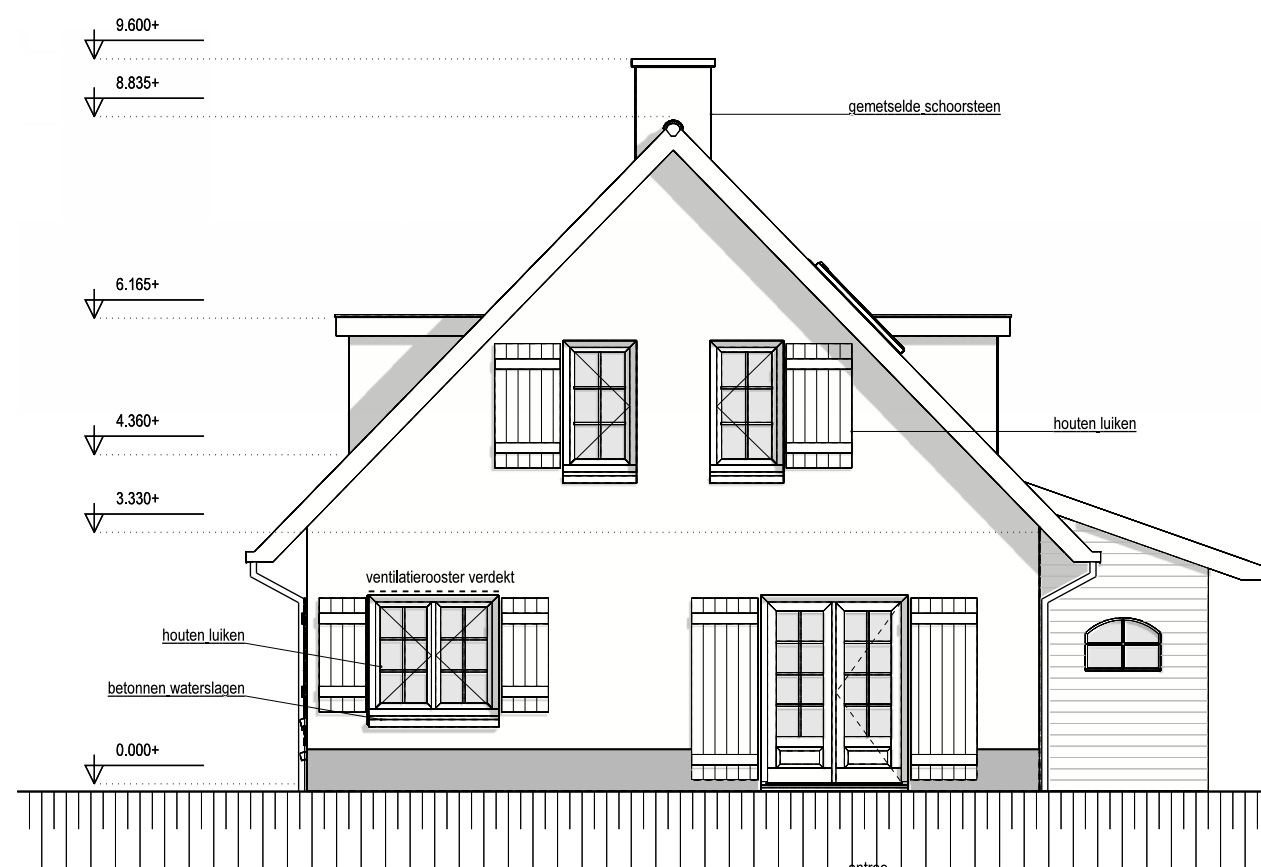 9.600+
8.835+
gemetselde schoorsteen
6.165+
4.360+
houten luiken
3.330+
ventilatierooster verdekt
houten luiken
betonnen waterslagen
0.000+
entree